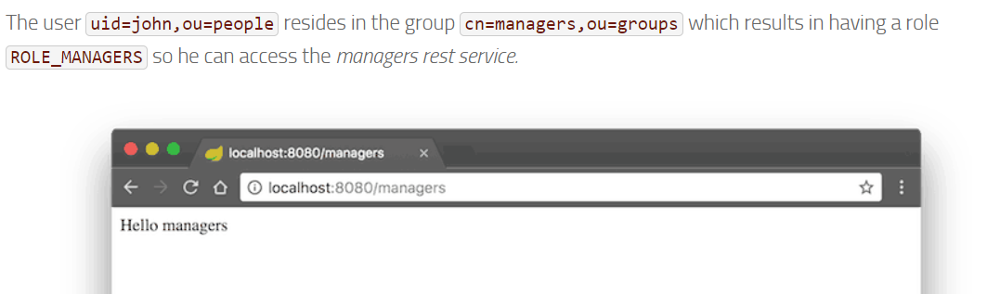 The user uid=john,ou=people resides in the group cn=managers,ou=groups which results in having a role
ROLE_MANAGERS so he can access the managers rest service.
localhost:8080/managers
localhost:8080/managers
Hello managers